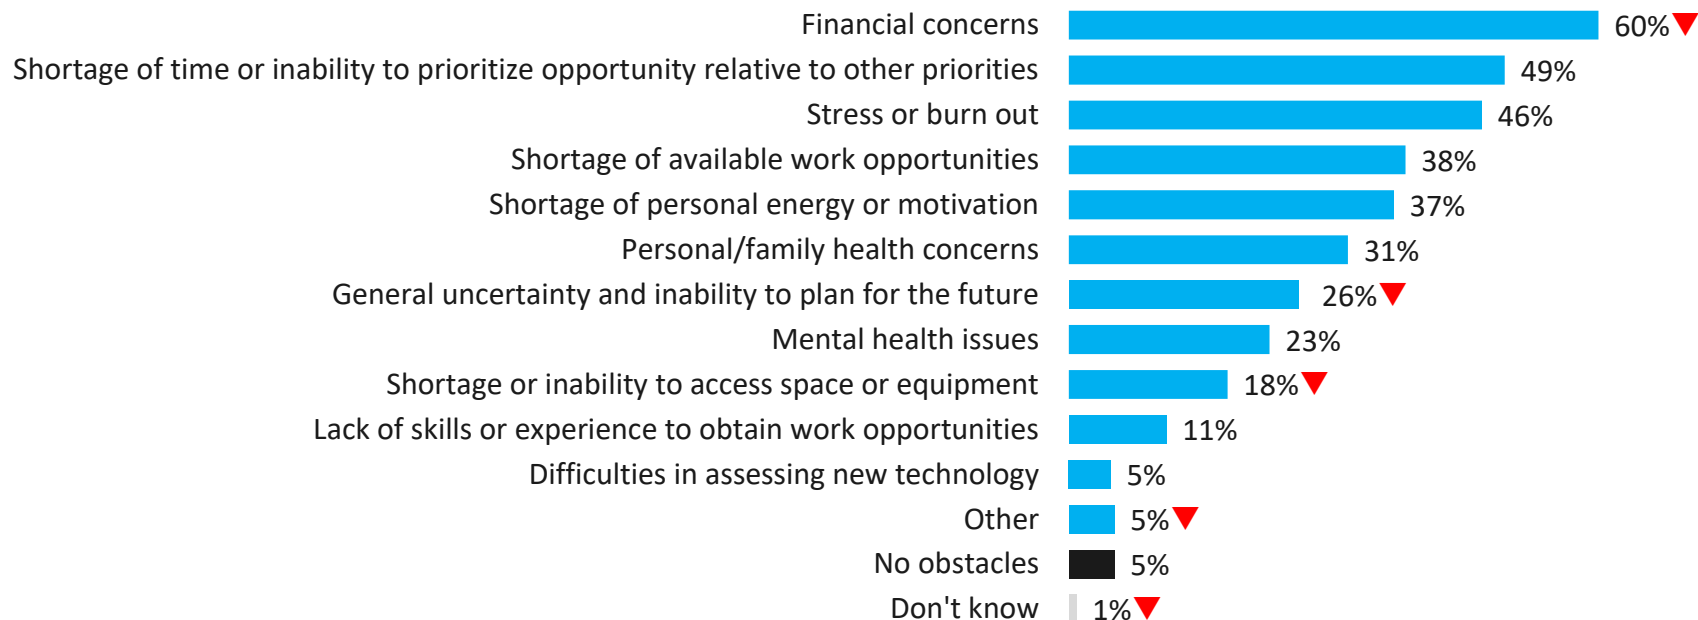 Financial concerns 60%
Shortage of time or inability to prioritize opportunity relative to other priorities 49%
Stress or burn out 46%
Shortage of available work opportunities 38%
Shortage of personal energy or motivation 37%
Personal/family health concerns 31%
General uncertainty and inability to plan for the future 26%
Mental health issues 23%
Shortage or inability to access space or equipment 18%
Lack of skills or experience to obtain work opportunities 11%
Difficulties in assessing new technology 5%
Other 5%
No obstacles 5%
Don't know 1%